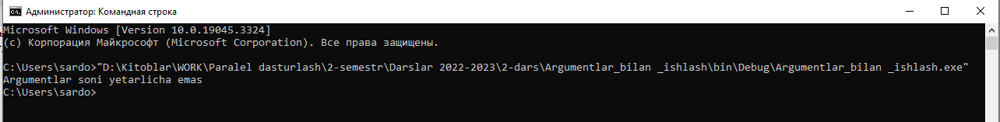 Администратор: Командная строка
Microsoft Windows [Version 10.0.19045.3324]
(c) Корпорация Майкрософт (Microsoft Corporation). Все права защищены.
C:\Users\sardo>"D:\Kitoblar\WORK\Paralel dasturlash\2-semestr\Darslar 2022-2023\2-dars\Argumentlar_bilan _ishlash\bin\Debug\Argumentlar_bilan _ishlash.exe"
Argumentlar soni yetarlicha emas
C:\Users\sardo>